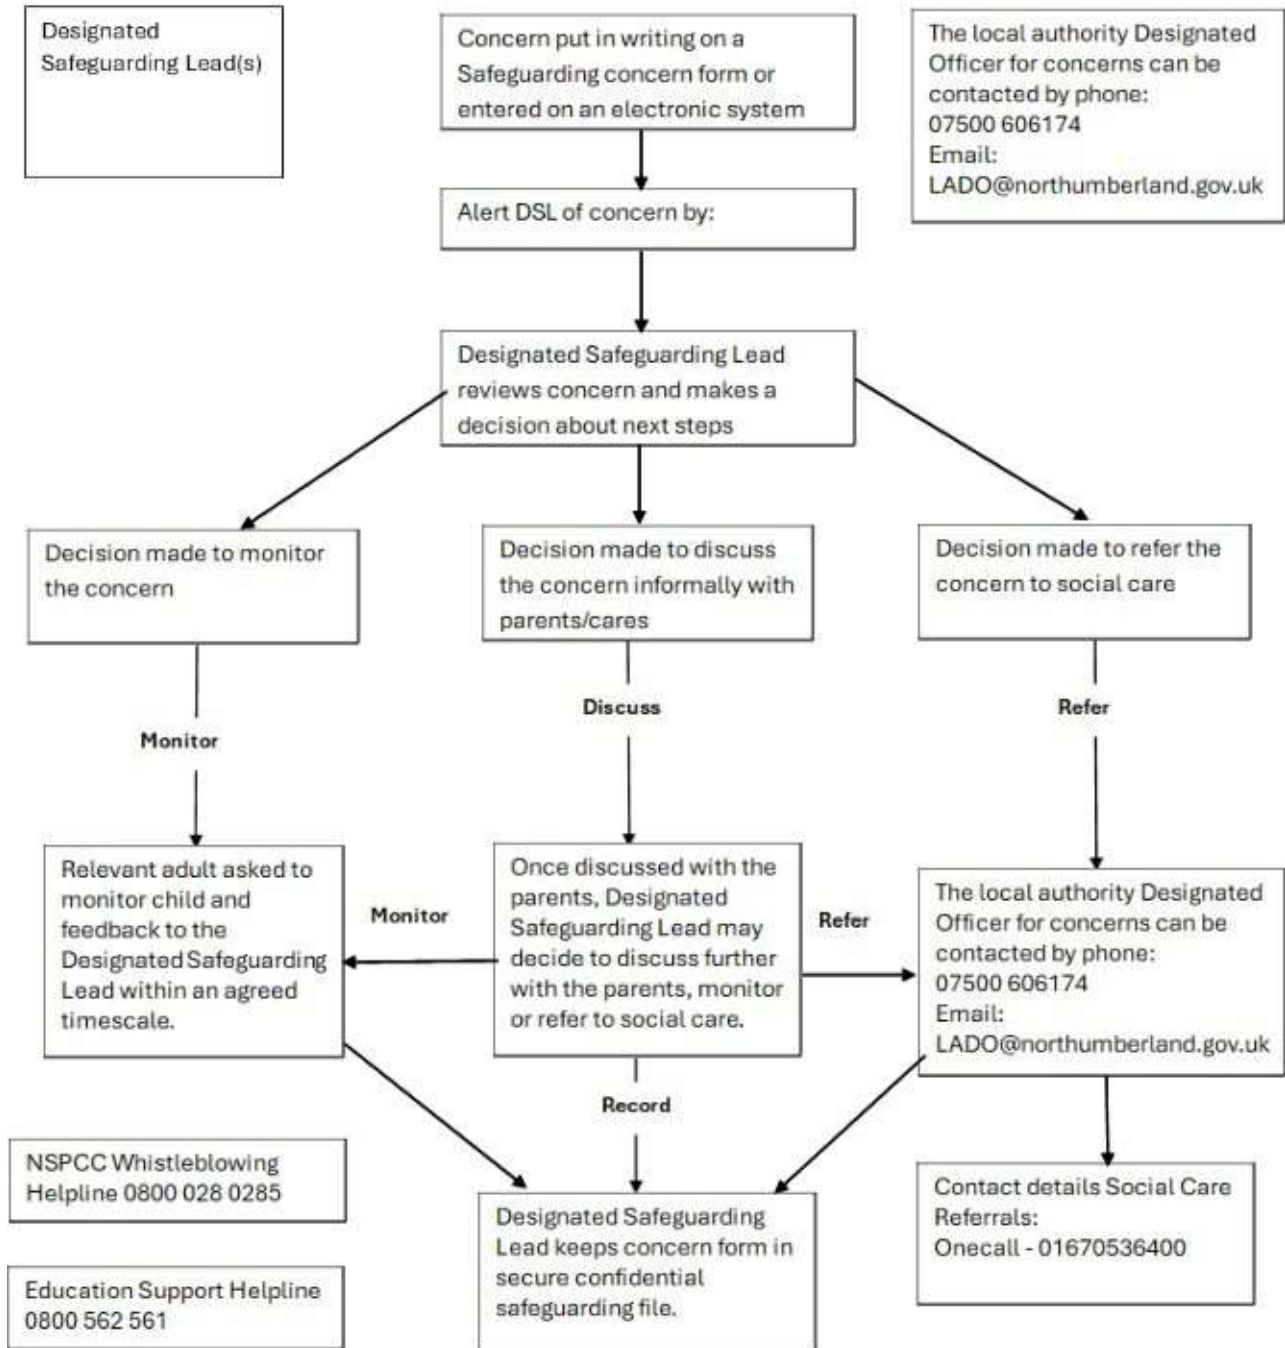 Designated
Safeguarding Lead(s)
Concern put in writing on a
Safeguarding concern form or
entered on an electronic system
The local authority Designated
Officer for concerns can be
contacted by phone:
07500 606174
Email:
LADO@northumberland.gov.uk
Alert DSL of concern by:
Designated Safeguarding Lead
reviews concern and makes a
decision about next steps
Decision made to monitor
the concern
Decision made to discuss
the concern informally with
parents/cares
Decision made to refer the
concern to social care
Monitor
Discuss
Refer
Relevant adult asked to
monitor child and
feedback to the
Designated Safeguarding
Lead within an agreed
timescale.
Monitor
Once discussed with the
parents, Designated
Safeguarding Lead may
decide to discuss further
with the parents, monitor
or refer to social care.
Refer
The local authority Designated
Officer for concerns can be
contacted by phone:
07500 606174
Email:
LADO@northumberland.gov.uk
Record
NSPCC Whistleblowing
Helpline 0800 028 0285
Education Support Helpline
0800 562 561
Designated Safeguarding
Lead keeps concern form in
secure confidential
safeguarding file.
Contact details Social Care
Referrals:
Onecall - 01670536400